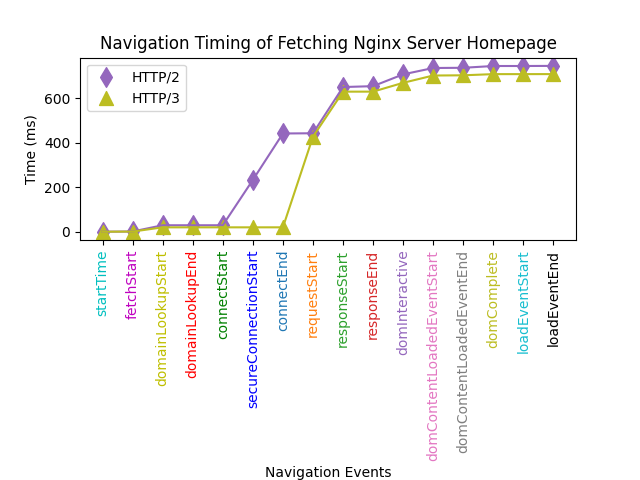 Navigation Timing of Fetching Nginx Server Homepage
HTTP/2
HTTP/3
Time (ms)
600
400
200
0
startTime
fetchStart
domainLookupStart
domainLookupEnd
connectStart
secureConnectionStart
connectEnd
requestStart
responseStart
responseEnd
domInteractive
domContentLoadedEventStart
domContentLoadedEventEnd
domComplete
loadEventStart
loadEventEnd
Navigation Events